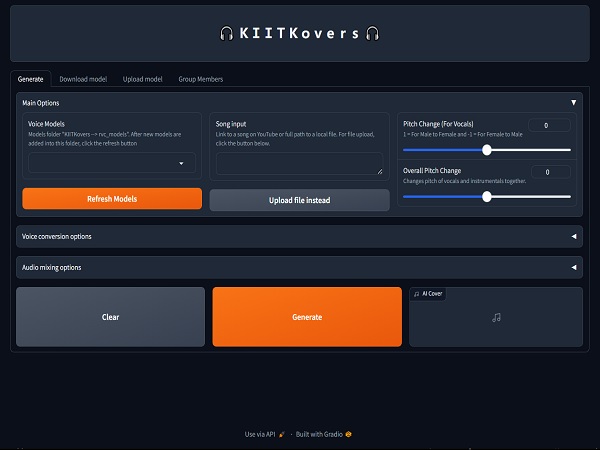 🎧 KIITKovers 🎧
Generate Download model Upload model Group Members
Main Options ▼
Voice Models
Models folder "KIITKovers --> rvc_models". After new models are
added into this folder, click the refresh button
Refresh Models
Song input
Link to a song on YouTube or full path to a local file. For file upload,
click the button below.
Upload file instead
Pitch Change (For Vocals) 0
1 = For Male to Female and -1 = For Female to Male
Overall Pitch Change 0
Changes pitch of vocals and instrumentals together.
Voice conversion options ◀
Audio mixing options ◀
Clear
Generate
AI Cover
Use via API 🚀 · Built with Gradio